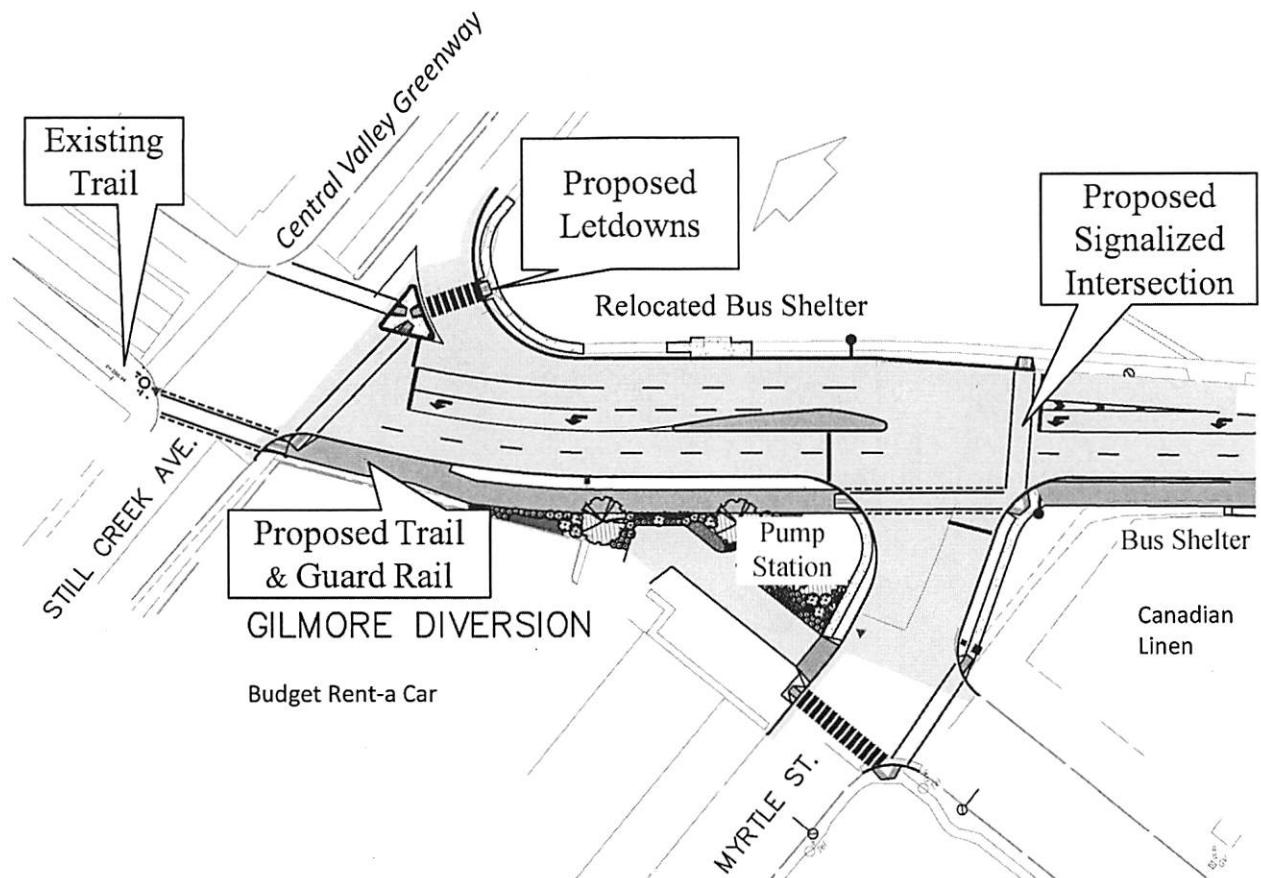 Existing
Trail
Central Valley Greenway
Proposed
Letdowns
Proposed
Signalized
Intersection
Relocated Bus Shelter
STILL CREEK AVE.
Proposed Trail
& Guard Rail
Pump
Station
Bus Shelter
GILMORE DIVERSION
Canadian
Linen
Budget Rent-a Car
MYRTLE ST.